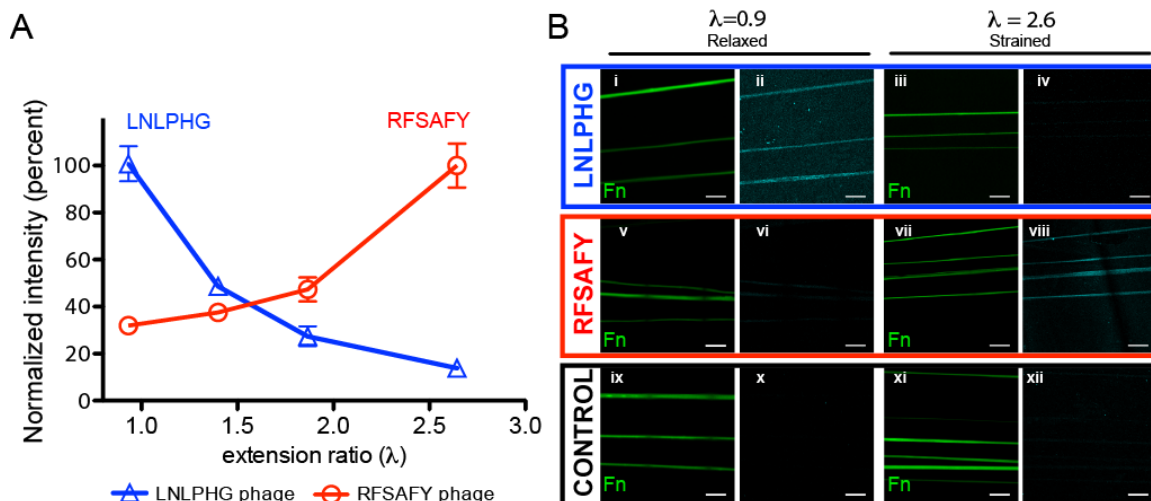 A
Normalized intensity (percent)
100
80
60
40
20
0
LNLPHG
RFSAFY
1.0
1.5
2.0
2.5
3.0
extension ratio (λ)
LNLPHG phage
RFSAFY phage
B
λ=0.9
Relaxed
λ = 2.6
Strained
LNLPHG
i
Fn
ii
iii
Fn
iv
RFSAFY
v
Fn
vi
vii
Fn
viii
CONTROL
ix
Fn
x
xi
Fn
xii